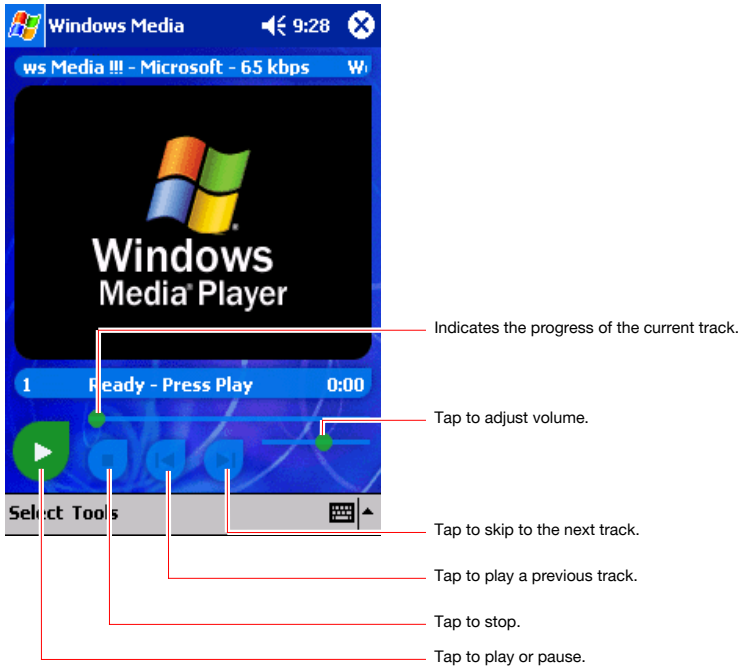 Windows Media 9:28
ws Media !!! - Microsoft - 65 kbps W
Windows
Media Player
Indicates the progress of the current track.
1 Ready - Press Play 0:00
Tap to adjust volume.
Select Tools
Tap to skip to the next track.
Tap to play a previous track.
Tap to stop.
Tap to play or pause.